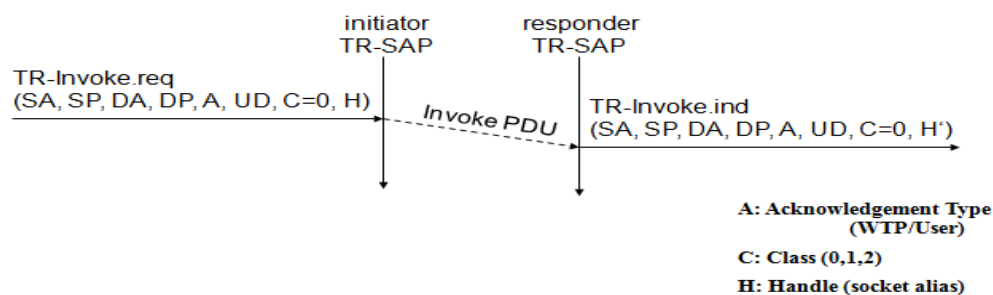 initiator
TR-SAP
responder
TR-SAP
TR-Invoke.req
(SA, SP, DA, DP, A, UD, C=0, H)
Invoke PDU
TR-Invoke.ind
(SA, SP, DA, DP, A, UD, C=0, H‘)
A: Acknowledgement Type
(WTP/User)
C: Class (0,1,2)
H: Handle (socket alias)